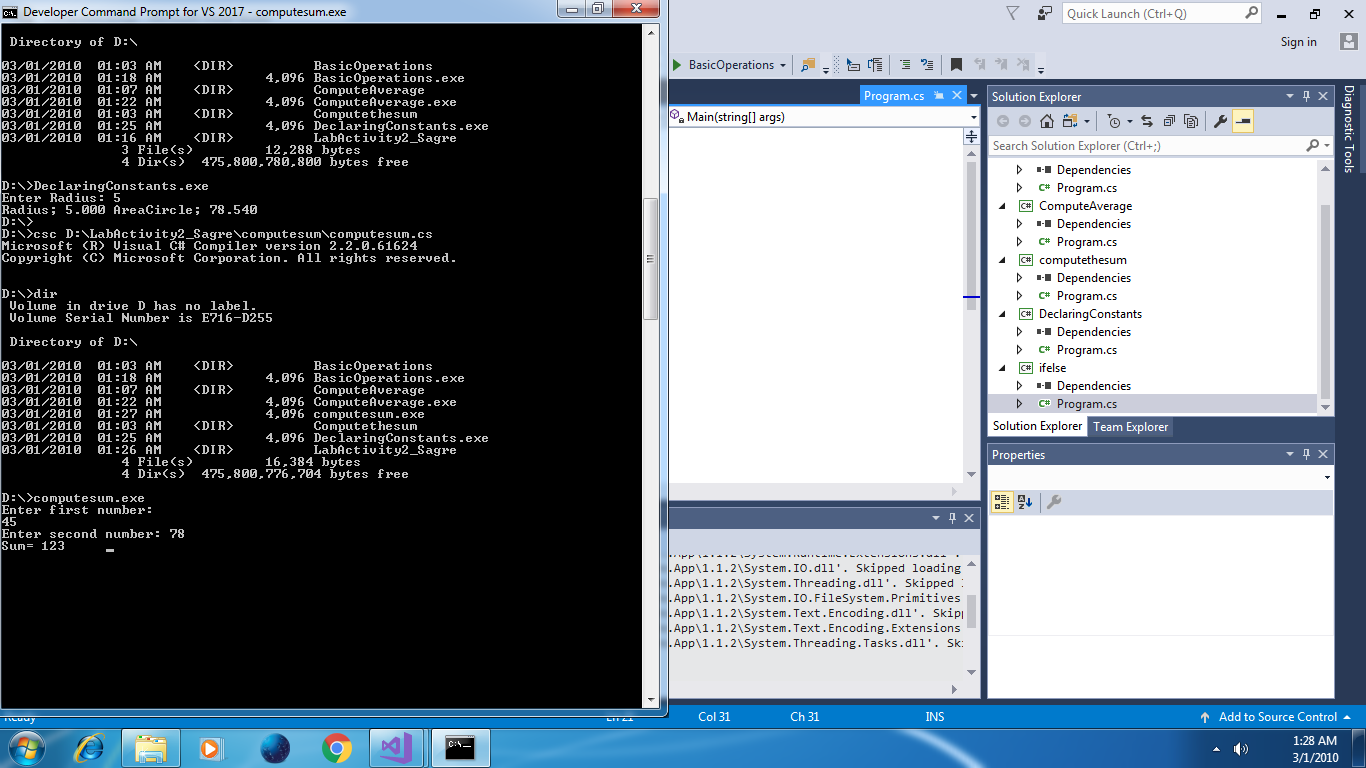 Developer Command Prompt for VS 2017 - computesum.exe
Directory of D:\
03/01/2010 01:03 AM <DIR> BasicOperations
03/01/2010 01:18 AM 4,096 BasicOperations.exe
03/01/2010 01:07 AM <DIR> ComputeAverage
03/01/2010 01:22 AM 4,096 ComputeAverage.exe
03/01/2010 01:03 AM <DIR> Computethesum
03/01/2010 01:25 AM 4,096 DeclaringConstants.exe
03/01/2010 01:16 AM <DIR> LabActivity2_Sagre
3 File(s) 12,288 bytes
4 Dir(s) 475,800,780,800 bytes free
D:\>DeclaringConstants.exe
Enter Radius: 5
Radius; 5.000 AreaCircle; 78.540
D:\>
D:\>csc D:\LabActivity2_Sagre\computesum\computesum.cs
Microsoft (R) Visual C# Compiler version 2.2.0.61624
Copyright (C) Microsoft Corporation. All rights reserved.
D:\>dir
Volume in drive D has no label.
Volume Serial Number is E716-D255
Directory of D:\
03/01/2010 01:03 AM <DIR> BasicOperations
03/01/2010 01:18 AM 4,096 BasicOperations.exe
03/01/2010 01:07 AM <DIR> ComputeAverage
03/01/2010 01:22 AM 4,096 ComputeAverage.exe
03/01/2010 01:27 AM 4,096 computesum.exe
03/01/2010 01:03 AM <DIR> Computethesum
03/01/2010 01:25 AM 4,096 DeclaringConstants.exe
03/01/2010 01:26 AM <DIR> LabActivity2_Sagre
4 File(s) 16,384 bytes
4 Dir(s) 475,800,776,704 bytes free
D:\>computesum.exe
Enter first number:
45
Enter second number: 78
Sum= 123
Quick Launch (Ctrl+Q)
Sign in
BasicOperations
Program.cs
Main(string[] args)
Solution Explorer
Search Solution Explorer (Ctrl+;)
Dependencies
C# Program.cs
C# ComputeAverage
Dependencies
C# Program.cs
C# computethesum
Dependencies
C# Program.cs
C# DeclaringConstants
Dependencies
C# Program.cs
C# ifelse
Dependencies
C# Program.cs
Solution Explorer Team Explorer
Properties
Diagnostic Tools
.App\1.1.2\System.Runtime.Extensions.dll'.
.App\1.1.2\System.IO.dll'. Skipped loading
.App\1.1.2\System.Threading.dll'. Skipped
.App\1.1.2\System.IO.FileSystem.Primitives
.App\1.1.2\System.Text.Encoding.dll'. Skip
.App\1.1.2\System.Text.Encoding.Extensions
.App\1.1.2\System.Threading.Tasks.dll'. Sk
Ready Ln 21 Col 31 Ch 31 INS Add to Source Control
1:28 AM
3/1/2010